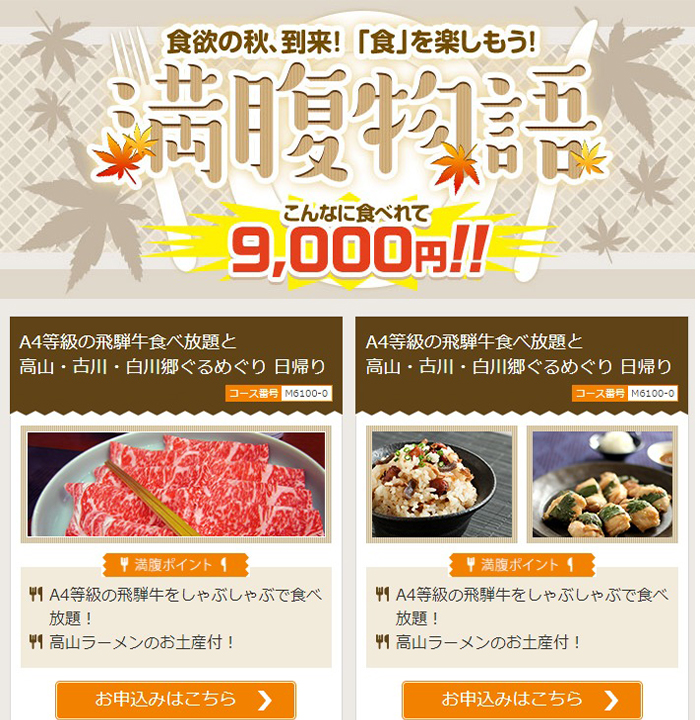 食欲の秋、到来!「食」を楽しもう!
満腹物語
こんなに食べれて
9,000円!!
A4等級の飛騨牛食べ放題と
高山・古川・白川郷ぐるめぐり 日帰り
コース番号 M6100-0
満腹ポイント
A4等級の飛騨牛をしゃぶしゃぶで食べ
放題！
高山ラーメンのお土産付！
お申込みはこちら
A4等級の飛騨牛食べ放題と
高山・古川・白川郷ぐるめぐり 日帰り
コース番号 M6100-0
満腹ポイント
A4等級の飛騨牛をしゃぶしゃぶで食べ
放題！
高山ラーメンのお土産付！
お申込みはこちら